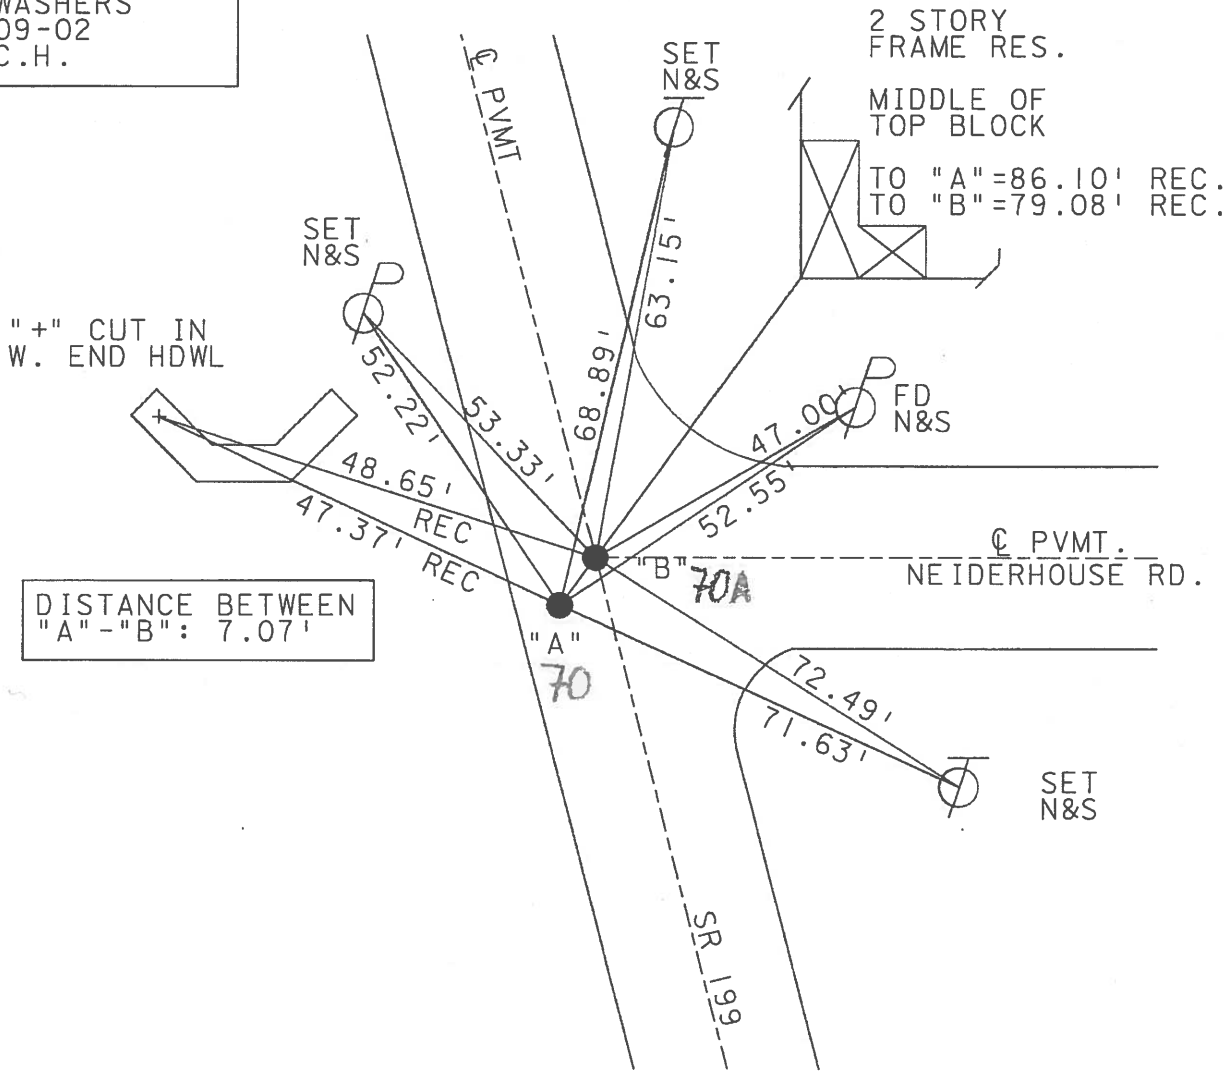 WASHERS
09-02
C.H.
2 STORY
FRAME RES.
MIDDLE OF
TOP BLOCK
TO "A"=86.10' REC.
TO "B"=79.08' REC.
SET
N&S
℄ PVMT
SET
N&S
63.15'
68.89'
"+" CUT IN
W. END HDWL
52.22'
53.33'
FD
N&S
47.00'
52.55'
48.65'
REC
47.37' REC
℄ PVMT.
NEIDERHOUSE RD.
"B" 70A
DISTANCE BETWEEN
"A"-"B": 7.07'
"A"
70
72.49'
71.63'
SET
N&S
SR 199